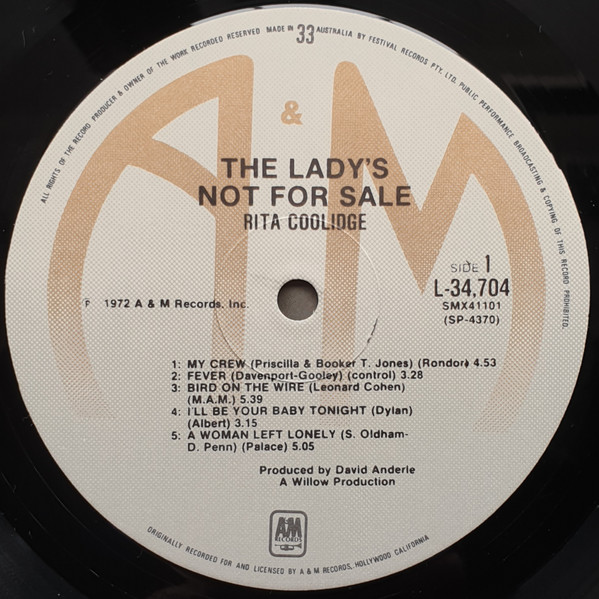 ALL RIGHTS OF THE RECORD PRODUCER & OWNER OF THE WORK RECORDED RESERVED MADE IN 33 AUSTRALIA BY FESTIVAL RECORDS PTY. LTD. PUBLIC PERFORMANCE BROADCASTING & COPYING OF THIS RECORD PROHIBITED.
A & M
THE LADY'S
NOT FOR SALE
RITA COOLIDGE
SIDE 1
L-34,704
℗ 1972 A & M Records, Inc.
SMX41101
(SP-4370)
1: MY CREW (Priscilla & Booker T. Jones) (Rondor) 4.53
2: FEVER (Davenport-Gooley) (control) 3.28
3: BIRD ON THE WIRE (Leonard Cohen)
(M.A.M.) 5.39
4: I'LL BE YOUR BABY TONIGHT (Dylan)
(Albert) 3.15
5: A WOMAN LEFT LONELY (S. Oldham-
D. Penn) (Palace) 5.05
Produced by David Anderle
A Willow Production
A&M
RECORDS
ORIGINALLY RECORDED FOR AND LICENSED BY A & M RECORDS, HOLLYWOOD CALIFORNIA